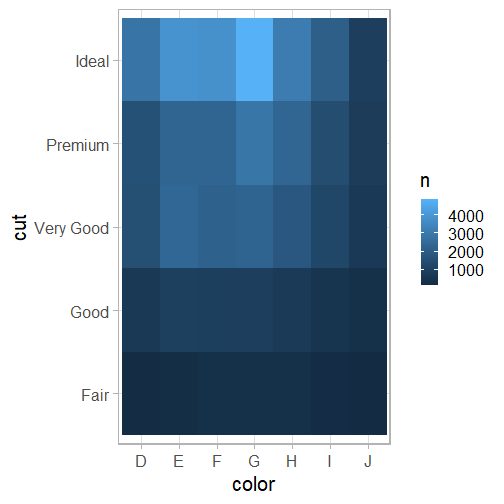 Ideal
Premium
Very Good
Good
Fair
cut
D E F G H I J
color
n
4000
3000
2000
1000